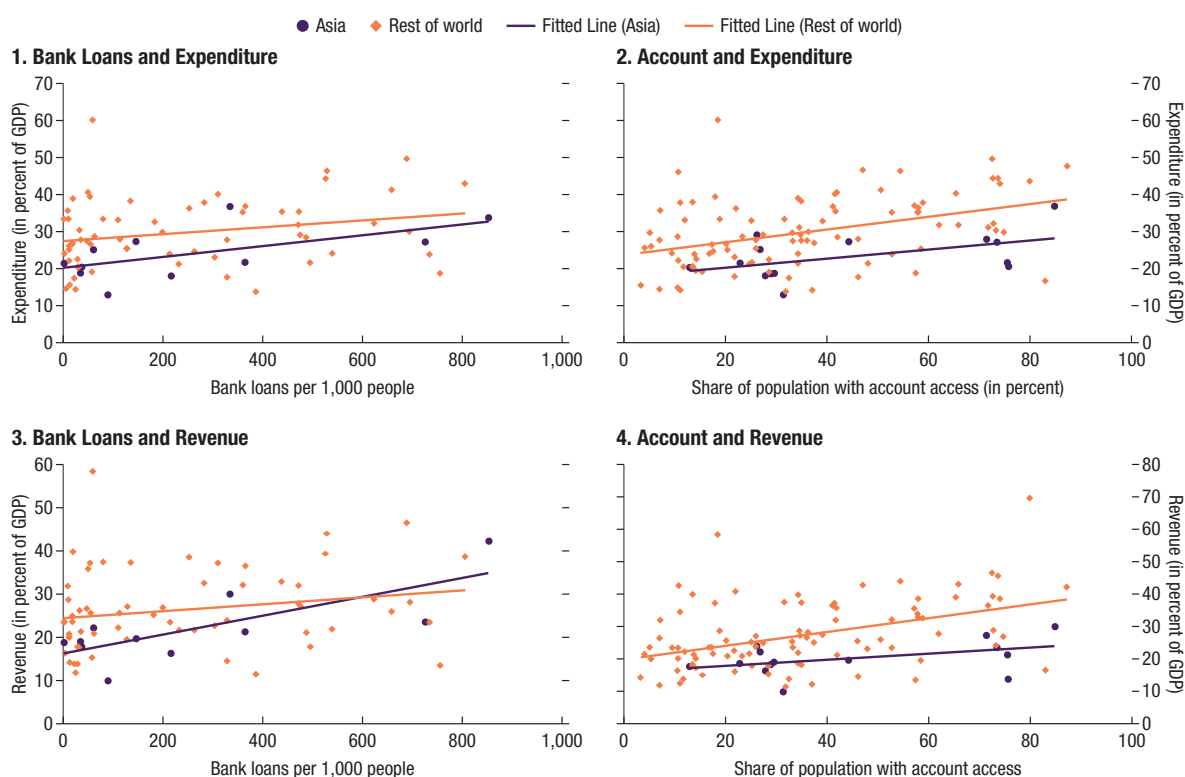 Asia Rest of world Fitted Line (Asia) Fitted Line (Rest of world)
1. Bank Loans and Expenditure
70
60
50
40
30
20
10
0
Expenditure (in percent of GDP)
0 200 400 600 800 1,000
Bank loans per 1,000 people
2. Account and Expenditure
70
60
50
40
30
20
10
0
Expenditure (in percent of GDP)
0 20 40 60 80 100
Share of population with account access (in percent)
3. Bank Loans and Revenue
60
50
40
30
20
10
0
Revenue (in percent of GDP)
0 200 400 600 800 1,000
Bank loans per 1,000 people
4. Account and Revenue
80
70
60
50
40
30
20
10
0
Revenue (in percent of GDP)
0 20 40 60 80 100
Share of population with account access